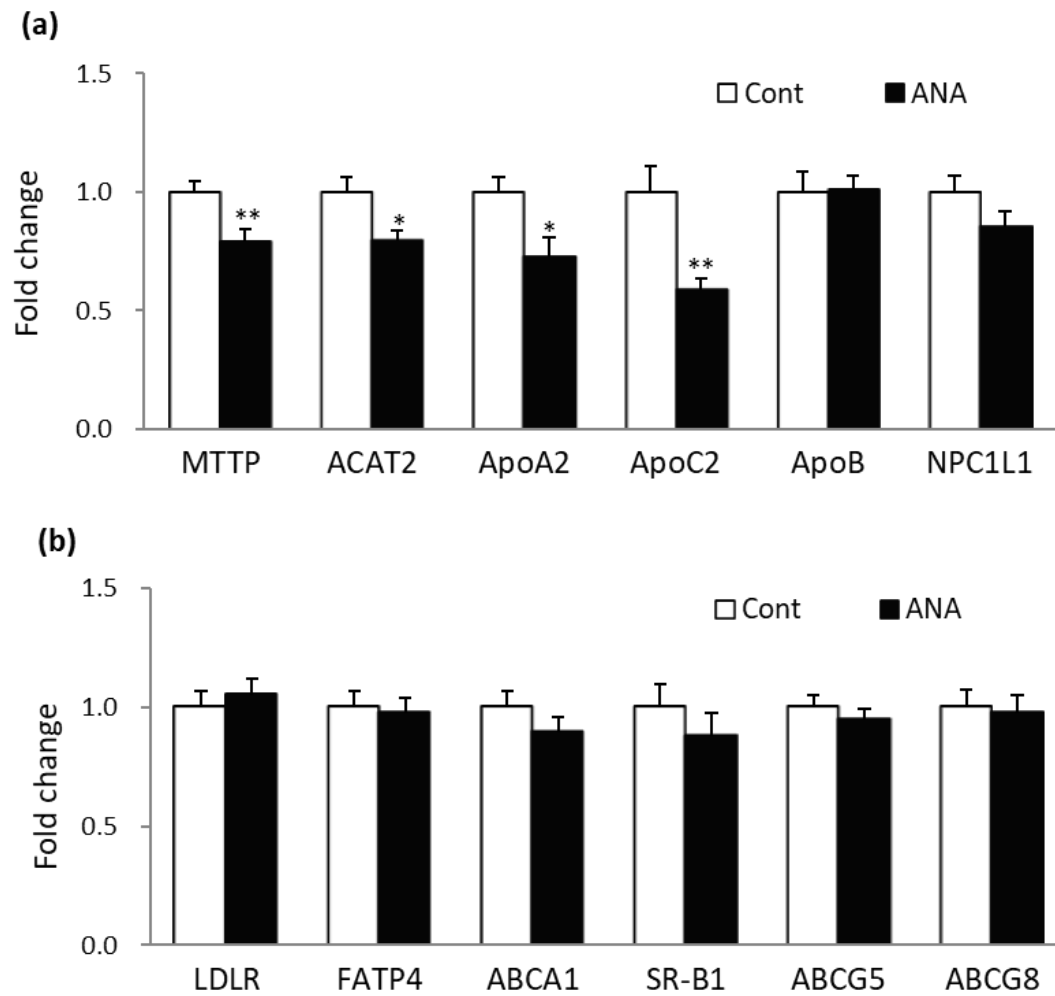 (a)
1.5
Cont ANA
1.0
Fold change
0.5
0.0
** * * **
MTTP ACAT2 ApoA2 ApoC2 ApoB NPC1L1
(b)
1.5
Cont ANA
1.0
Fold change
0.5
0.0
LDLR FATP4 ABCA1 SR-B1 ABCG5 ABCG8